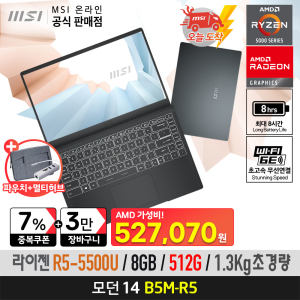 msi
MSI 온라인
공식 판매점
msi
오늘 도착
AMD
RYZEN
5000 SERIES
AMD
RADEON
GRAPHICS
8hrs
최대 8시간
Long Battery Life
WI-FI
6E
초고속 무선연결
Stunning Speed
msi
파우치+멀티허브
7%
중복쿠폰
+
3만
장바구니
AMD 가성비!
527,070원
라이젠 R5-5500U / 8GB / 512G / 1.3Kg초경량
모던 14 B5M-R5